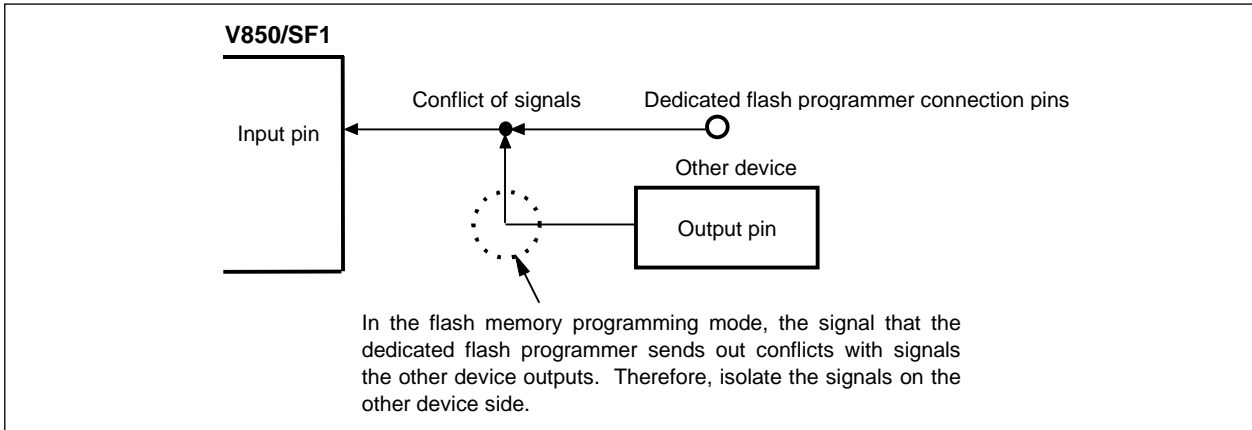 V850/SF1
Conflict of signals
Dedicated flash programmer connection pins
Input pin
Other device
Output pin
In the flash memory programming mode, the signal that the
dedicated flash programmer sends out conflicts with signals
the other device outputs. Therefore, isolate the signals on the
other device side.